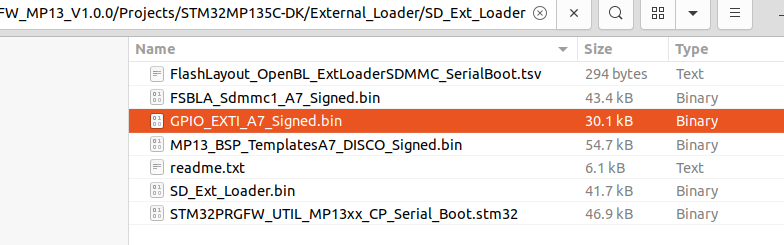 FW_MP13_V1.0.0/Projects/STM32MP135C-DK/External_Loader/SD_Ext_Loader
Name Size Type
FlashLayout_OpenBL_ExtLoaderSDMMC_SerialBoot.tsv 294 bytes Text
FSBLA_Sdmmc1_A7_Signed.bin 43.4 kB Binary
GPIO_EXTI_A7_Signed.bin 30.1 kB Binary
MP13_BSP_TemplatesA7_DISCO_Signed.bin 54.7 kB Binary
readme.txt 6.1 kB Text
SD_Ext_Loader.bin 41.7 kB Binary
STM32PRGFW_UTIL_MP13xx_CP_Serial_Boot.stm32 46.9 kB Binary